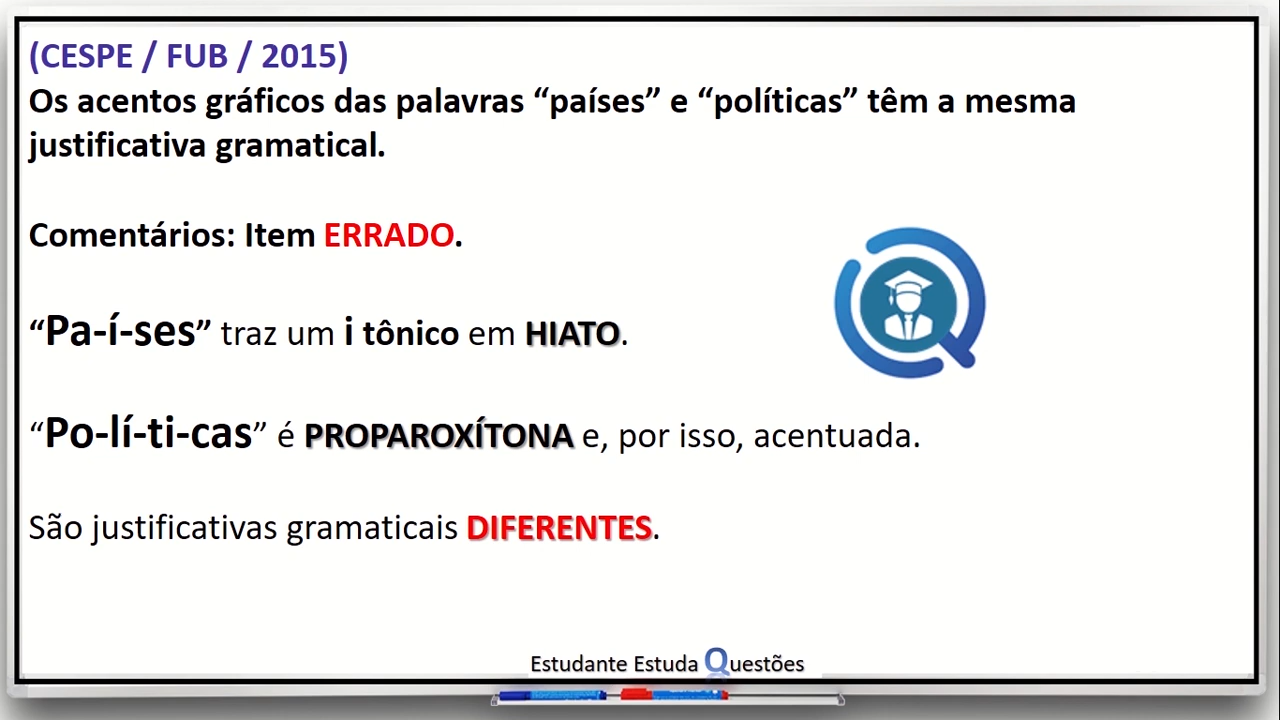 (CESPE / FUB / 2015)
Os acentos gráficos das palavras “países” e “políticas” têm a mesma
justificativa gramatical.
Comentários: Item ERRADO.
“Pa-í-ses” traz um i tônico em HIATO.
“Po-lí-ti-cas” é PROPAROXÍTONA e, por isso, acentuada.
São justificativas gramaticais DIFERENTES.
Estudante Estuda Questões